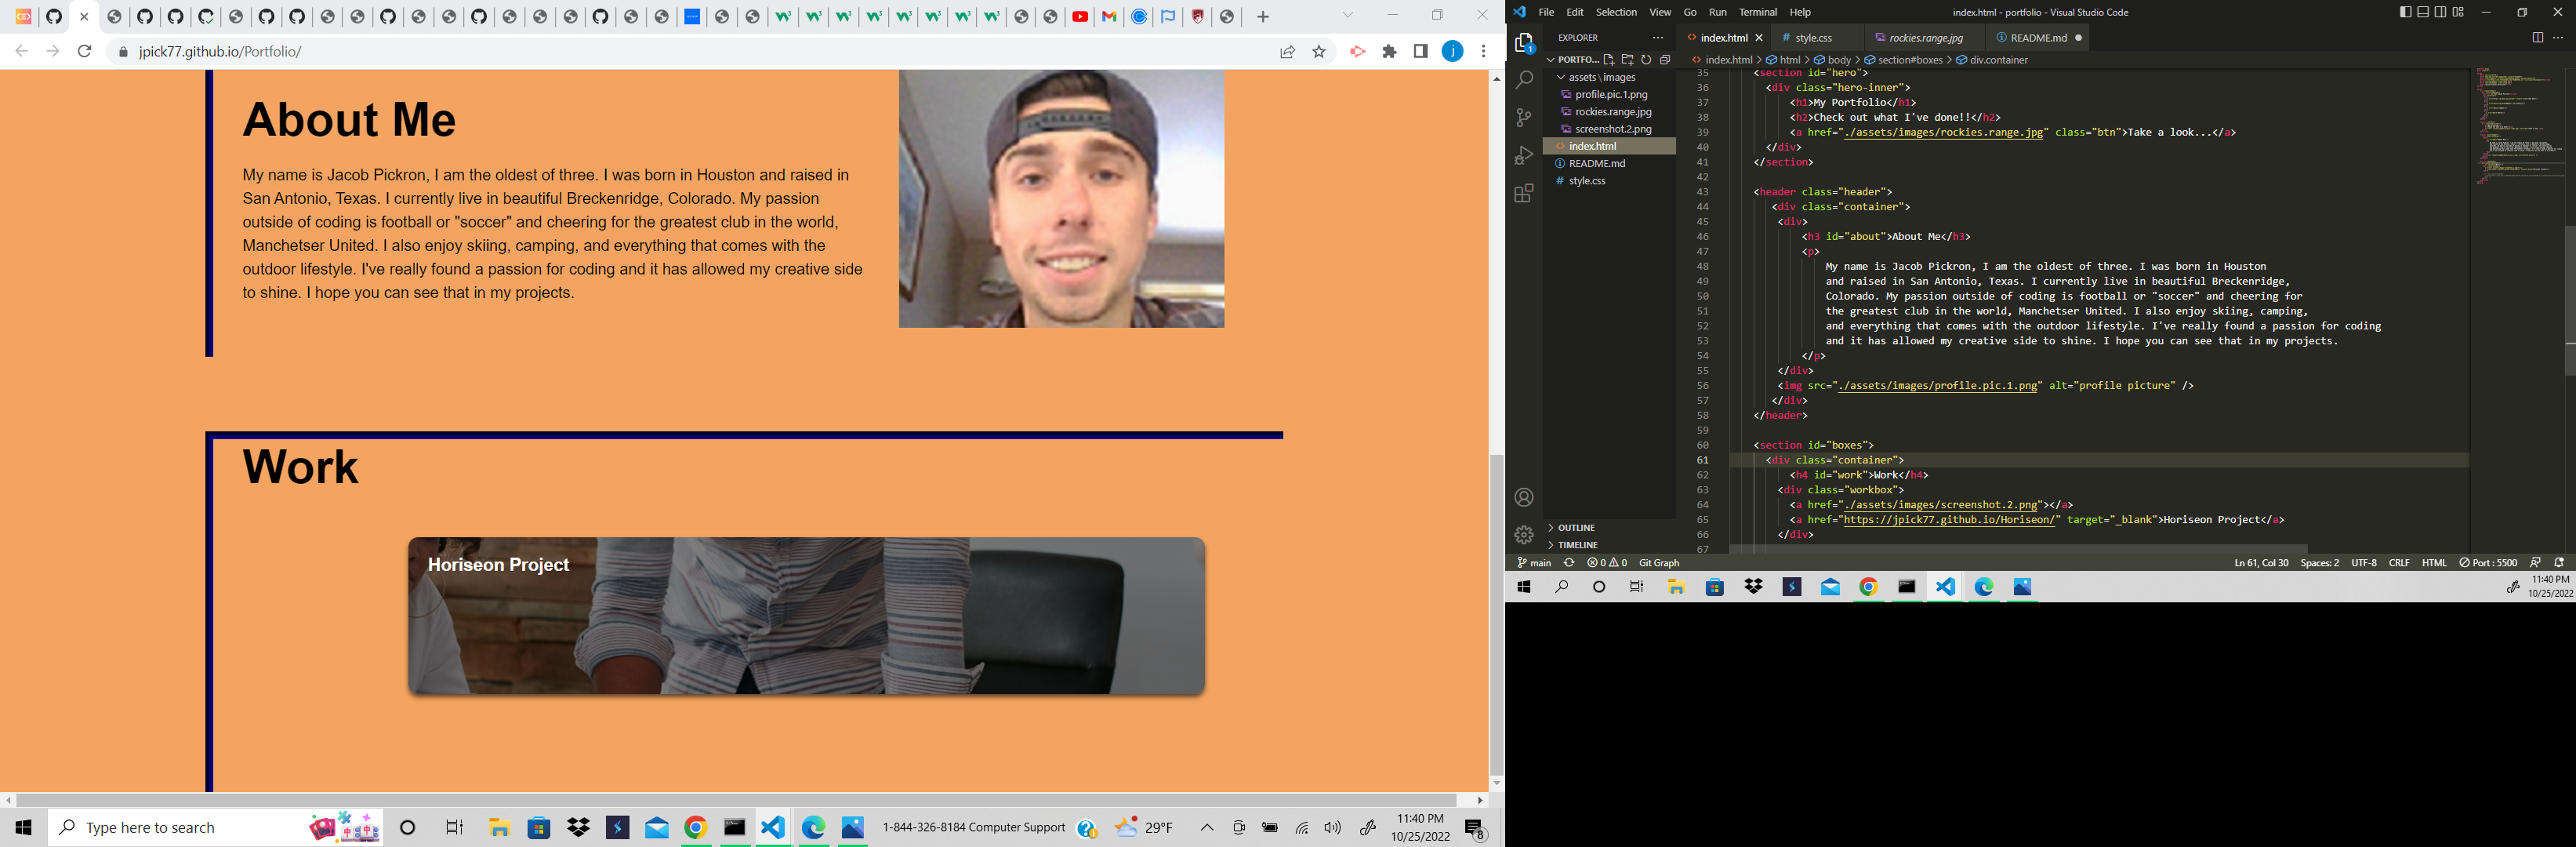 jpick77.github.io/Portfolio/
j
About Me
My name is Jacob Pickron, I am the oldest of three. I was born in Houston and raised in
San Antonio, Texas. I currently live in beautiful Breckenridge, Colorado. My passion
outside of coding is football or "soccer" and cheering for the greatest club in the world,
Manchetser United. I also enjoy skiing, camping, and everything that comes with the
outdoor lifestyle. I've really found a passion for coding and it has allowed my creative side
to shine. I hope you can see that in my projects.
Work
Horiseon Project
Type here to search
1-844-326-8184 Computer Support
29°F
11:40 PM
10/25/2022
8
File Edit Selection View Go Run Terminal Help
index.html - portfolio - Visual Studio Code
1
EXPLORER
PORTFO...
assets\images
profile.pic.1.png
rockies.range.jpg
screenshot.2.png
index.html
README.md
# style.css
OUTLINE
TIMELINE
index.html # style.css rockies.range.jpg README.md
index.html > html > body > section#boxes > div.container
35 <section id="hero">
36 <div class="hero-inner">
37 <h1>My Portfolio</h1>
38 <h2>Check out what I've done!!</h2>
39 <a href="./assets/images/rockies.range.jpg" class="btn">Take a look...</a>
40 </div>
41 </section>
42
43 <header class="header">
44 <div class="container">
45 <div>
46 <h3 id="about">About Me</h3>
47 <p>
48 My name is Jacob Pickron, I am the oldest of three. I was born in Houston
49 and raised in San Antonio, Texas. I currently live in beautiful Breckenridge,
50 Colorado. My passion outside of coding is football or "soccer" and cheering for
51 the greatest club in the world, Manchetser United. I also enjoy skiing, camping,
52 and everything that comes with the outdoor lifestyle. I've really found a passion for coding
53 and it has allowed my creative side to shine. I hope you can see that in my projects.
54 </p>
55 </div>
56 <img src="./assets/images/profile.pic.1.png" alt="profile picture" />
57 </div>
58 </header>
59
60 <section id="boxes">
61 <div class="container">
62 <h4 id="work">Work</h4>
63 <div class="workbox">
64 <a href="./assets/images/screenshot.2.png"></a>
65 <a href="https://jpick77.github.io/Horiseon/" target="_blank">Horiseon Project</a>
66 </div>
67
main 0 0 Git Graph
Ln 61, Col 30 Spaces: 2 UTF-8 CRLF HTML Port : 5500
11:40 PM
10/25/2022